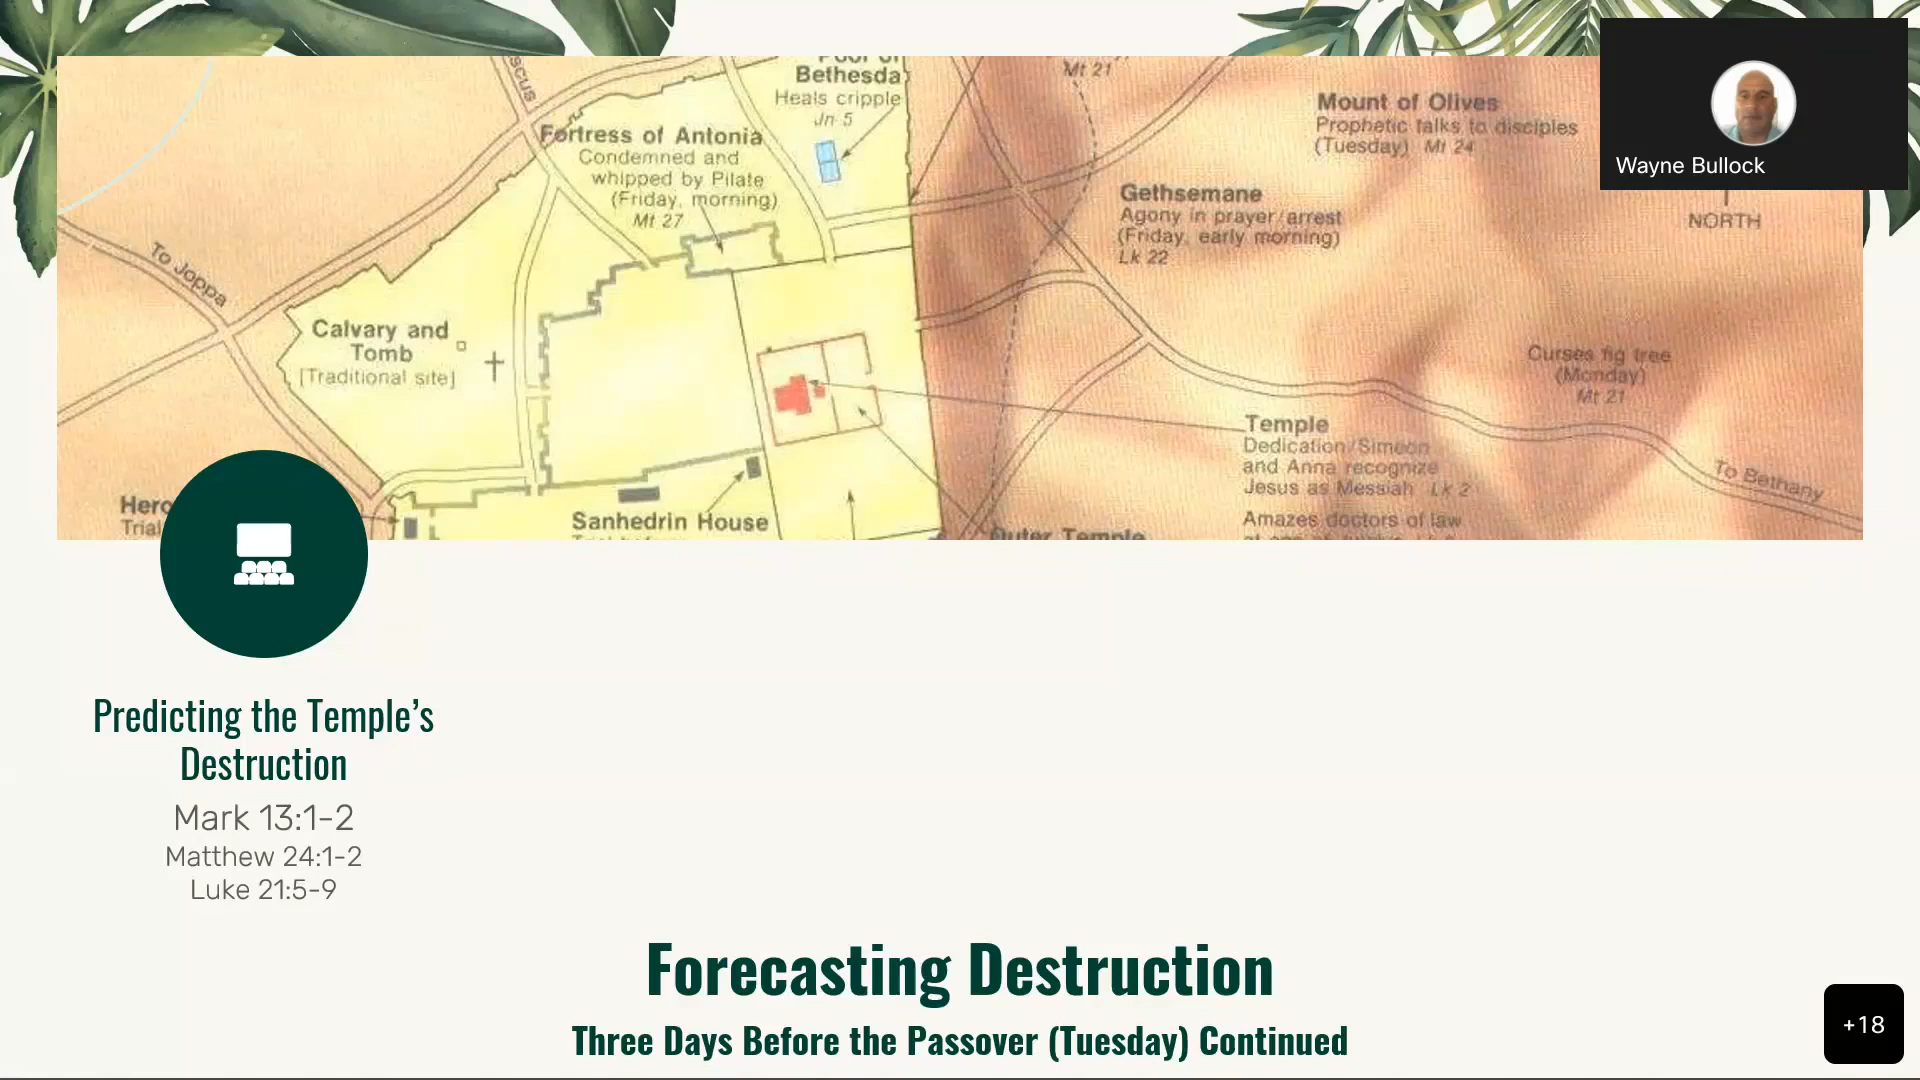 scus
Pool of
Bethesda
Heals cripple
Jn 5
Mt 21
Mount of Olives
Prophetic talks to disciples
(Tuesday) Mt 24
Wayne Bullock
NORTH
Fortress of Antonia
Condemned and
whipped by Pilate
(Friday, morning)
Mt 27
Gethsemane
Agony in prayer/arrest
(Friday, early morning)
Lk 22
To Joppa
Calvary and
Tomb
[Traditional site]
Curses fig tree
(Monday)
Mt 21
Temple
Dedication/Simeon
and Anna recognize
Jesus as Messiah Lk 2
Amazes doctors of law
To Bethany
Hero
Trial
Sanhedrin House
Outer Temple
Predicting the Temple’s
Destruction
Mark 13:1-2
Matthew 24:1-2
Luke 21:5-9
Forecasting Destruction
Three Days Before the Passover (Tuesday) Continued
+18